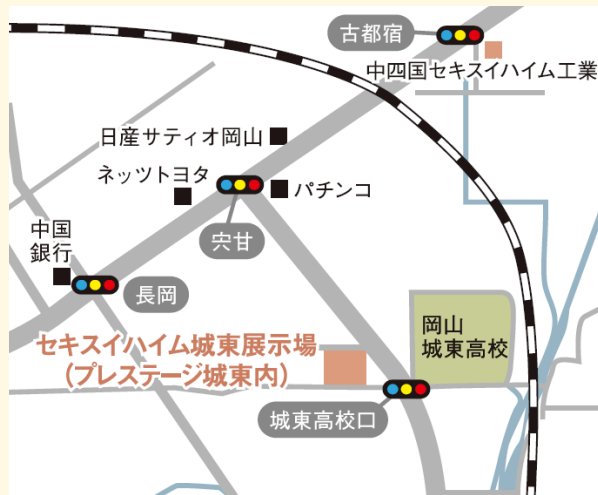 古都宿
中四国セキスイハイム工業
日産サティオ岡山
ネッツトヨタ
パチンコ
宍甘
中国
銀行
長岡
岡山
城東高校
セキスイハイム城東展示場
（プレステージ城東内）
城東高校口